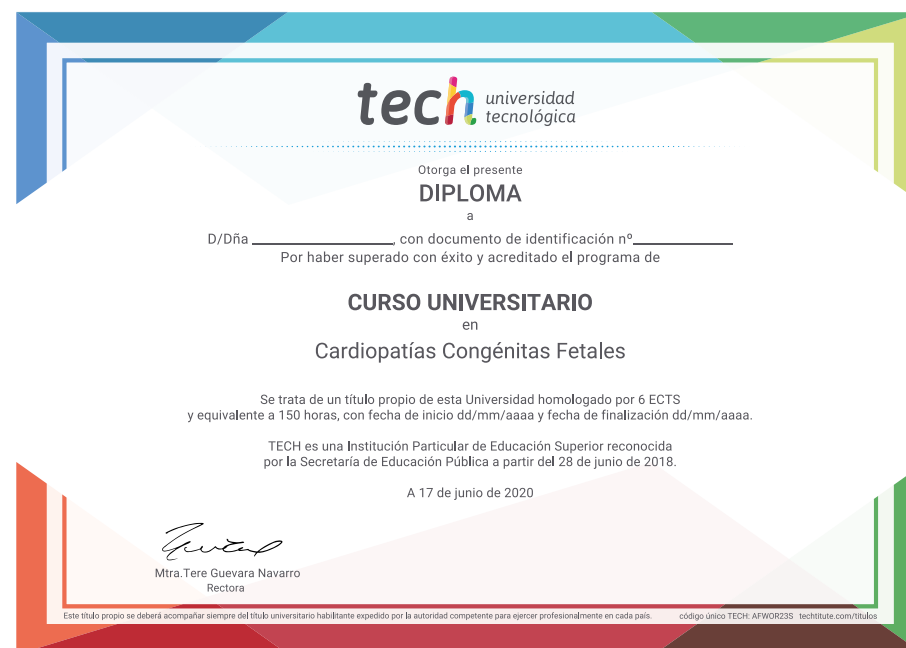 tech universidad
tecnológica
Otorga el presente
DIPLOMA
a
D/Dña ________________, con documento de identificación nº____________
Por haber superado con éxito y acreditado el programa de
CURSO UNIVERSITARIO
en
Cardiopatías Congénitas Fetales
Se trata de un título propio de esta Universidad homologado por 6 ECTS
y equivalente a 150 horas, con fecha de inicio dd/mm/aaaa y fecha de finalización dd/mm/aaaa.
TECH es una Institución Particular de Educación Superior reconocida
por la Secretaría de Educación Pública a partir del 28 de junio de 2018.
A 17 de junio de 2020
Mtra.Tere Guevara Navarro
Rectora
Este título propio se deberá acompañar siempre del título universitario habilitante expedido por la autoridad competente para ejercer profesionalmente en cada país. código único TECH: AFWOR23S techtitute.com/títulos